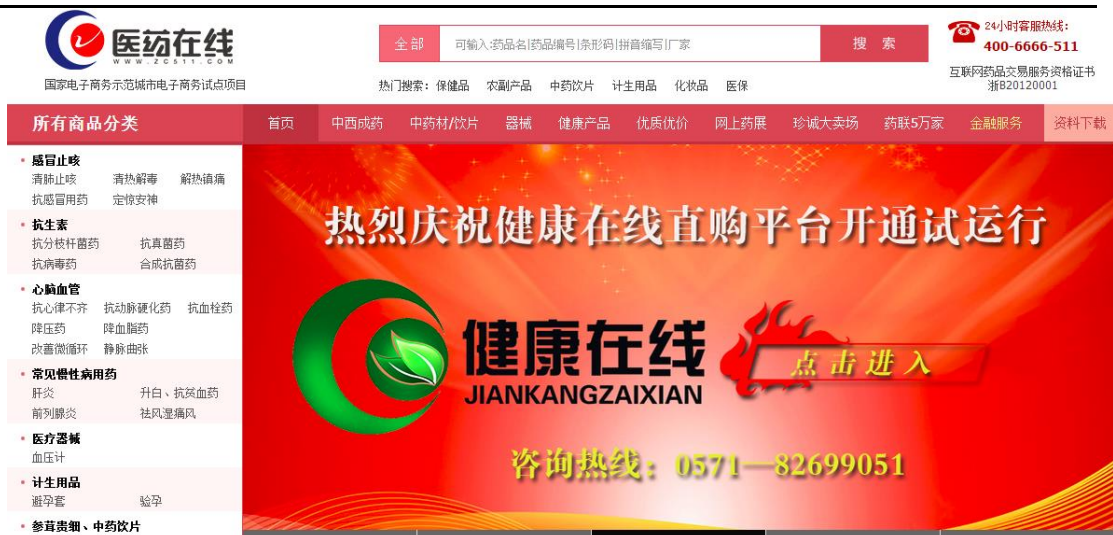 医药在线
WWW.ZC511.COM
国家电子商务示范城市电子商务试点项目
全部 可输入:药品名|药品编号|条形码|拼音缩写|厂家 搜 索
热门搜索: 保健品 农副产品 中药饮片 计生用品 化妆品 医保
24小时客服热线:
400-6666-511
互联网药品交易服务资格证书
浙B20120001
所有商品分类 首页 中西成药 中药材/饮片 器械 健康产品 优质优价 网上药展 珍诚大卖场 药联5万家 金融服务 资料下载
感冒止咳
清肺止咳 清热解毒 解热镇痛
抗感冒用药 定惊安神
抗生素
抗分枝杆菌药 抗真菌药
抗病毒药 合成抗菌药
心脑血管
抗心律不齐 抗动脉硬化药 抗血栓药
降压药 降血脂药
改善微循环 静脉曲张
常见慢性病用药
肝炎 升白、抗贫血药
前列腺炎 祛风湿痛风
医疗器械
血压计
计生用品
避孕套 验孕
参茸贵细、中药饮片
热烈庆祝健康在线直购平台开通试运行
健康在线
JIANKANGZAIXIAN
点击进入
咨询热线：0571—82699051